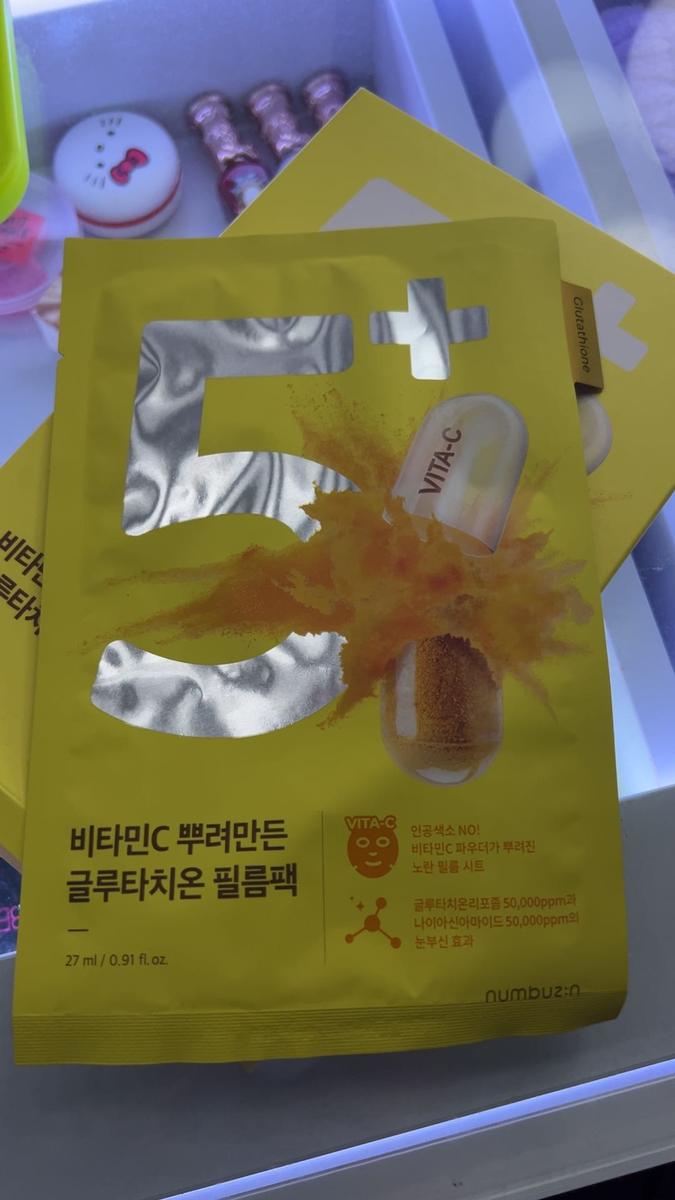 5+
Glutathione
VITA-C
비타민C 뿌려만든
글루타치온 필름팩
27 ml / 0.91 fl. oz.
VITA-C
인공색소 NO!
비타민C 파우더가 뿌려진
노란 필름 시트
글루타치온리포좀 50,000ppm과
나이아신아마이드 50,000ppm의
눈부신 효과
numbuz:n